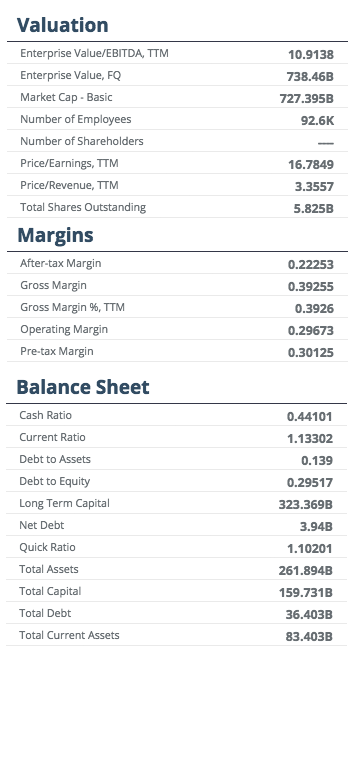 Valuation
Enterprise Value/EBITDA, TTM 10.9138
Enterprise Value, FQ 738.46B
Market Cap - Basic 727.395B
Number of Employees 92.6K
Number of Shareholders —
Price/Earnings, TTM 16.7849
Price/Revenue, TTM 3.3557
Total Shares Outstanding 5.825B
Margins
After-tax Margin 0.22253
Gross Margin 0.39255
Gross Margin %, TTM 0.3926
Operating Margin 0.29673
Pre-tax Margin 0.30125
Balance Sheet
Cash Ratio 0.44101
Current Ratio 1.13302
Debt to Assets 0.139
Debt to Equity 0.29517
Long Term Capital 323.369B
Net Debt 3.94B
Quick Ratio 1.10201
Total Assets 261.894B
Total Capital 159.731B
Total Debt 36.403B
Total Current Assets 83.403B